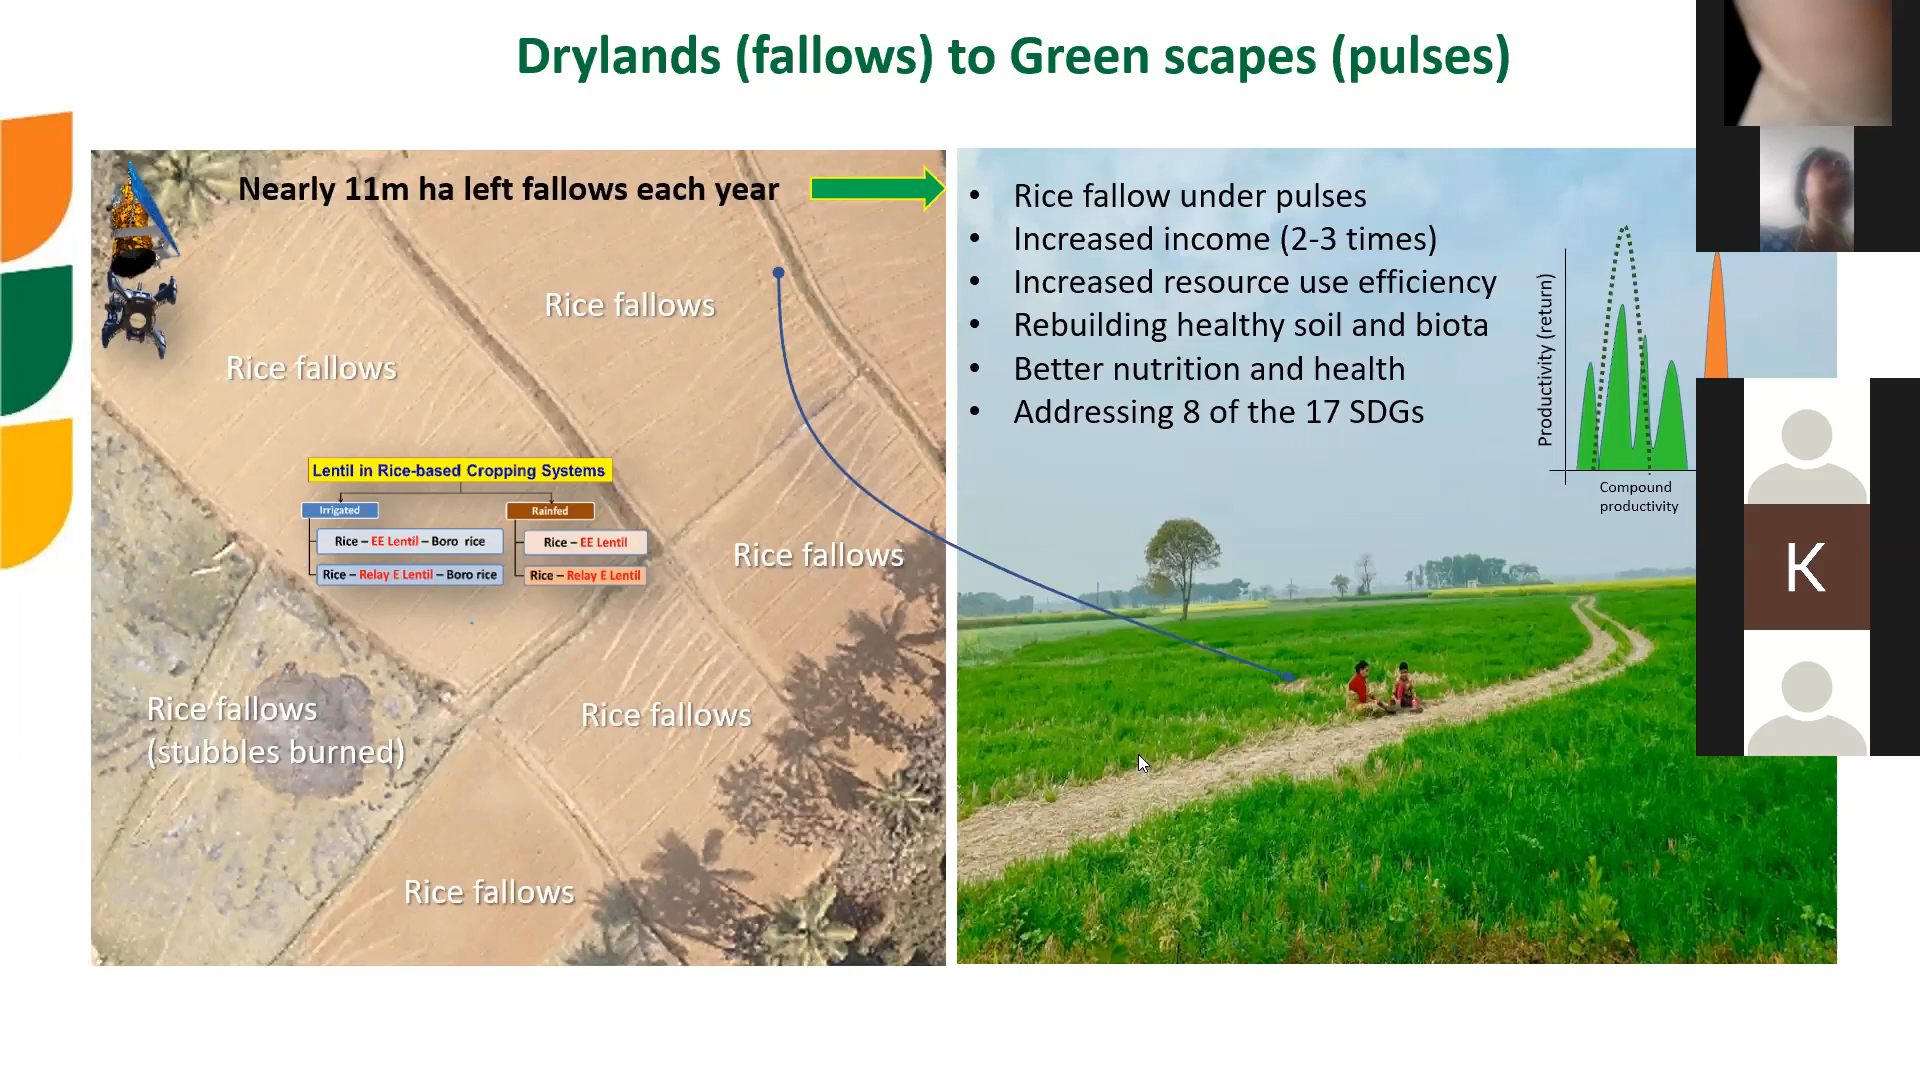 Drylands (fallows) to Green scapes (pulses)
Nearly 11m ha left fallows each year
Rice fallows
Rice fallows
Lentil in Rice-based Cropping Systems
Irrigated
Rainfed
Rice – EE Lentil – Boro rice
Rice – EE Lentil
Rice – Relay E Lentil – Boro rice
Rice – Relay E Lentil
Rice fallows
Rice fallows
(stubbles burned)
Rice fallows
Rice fallows
• Rice fallow under pulses
• Increased income (2-3 times)
• Increased resource use efficiency
• Rebuilding healthy soil and biota
• Better nutrition and health
• Addressing 8 of the 17 SDGs
Productivity (return)
Compound
productivity
K